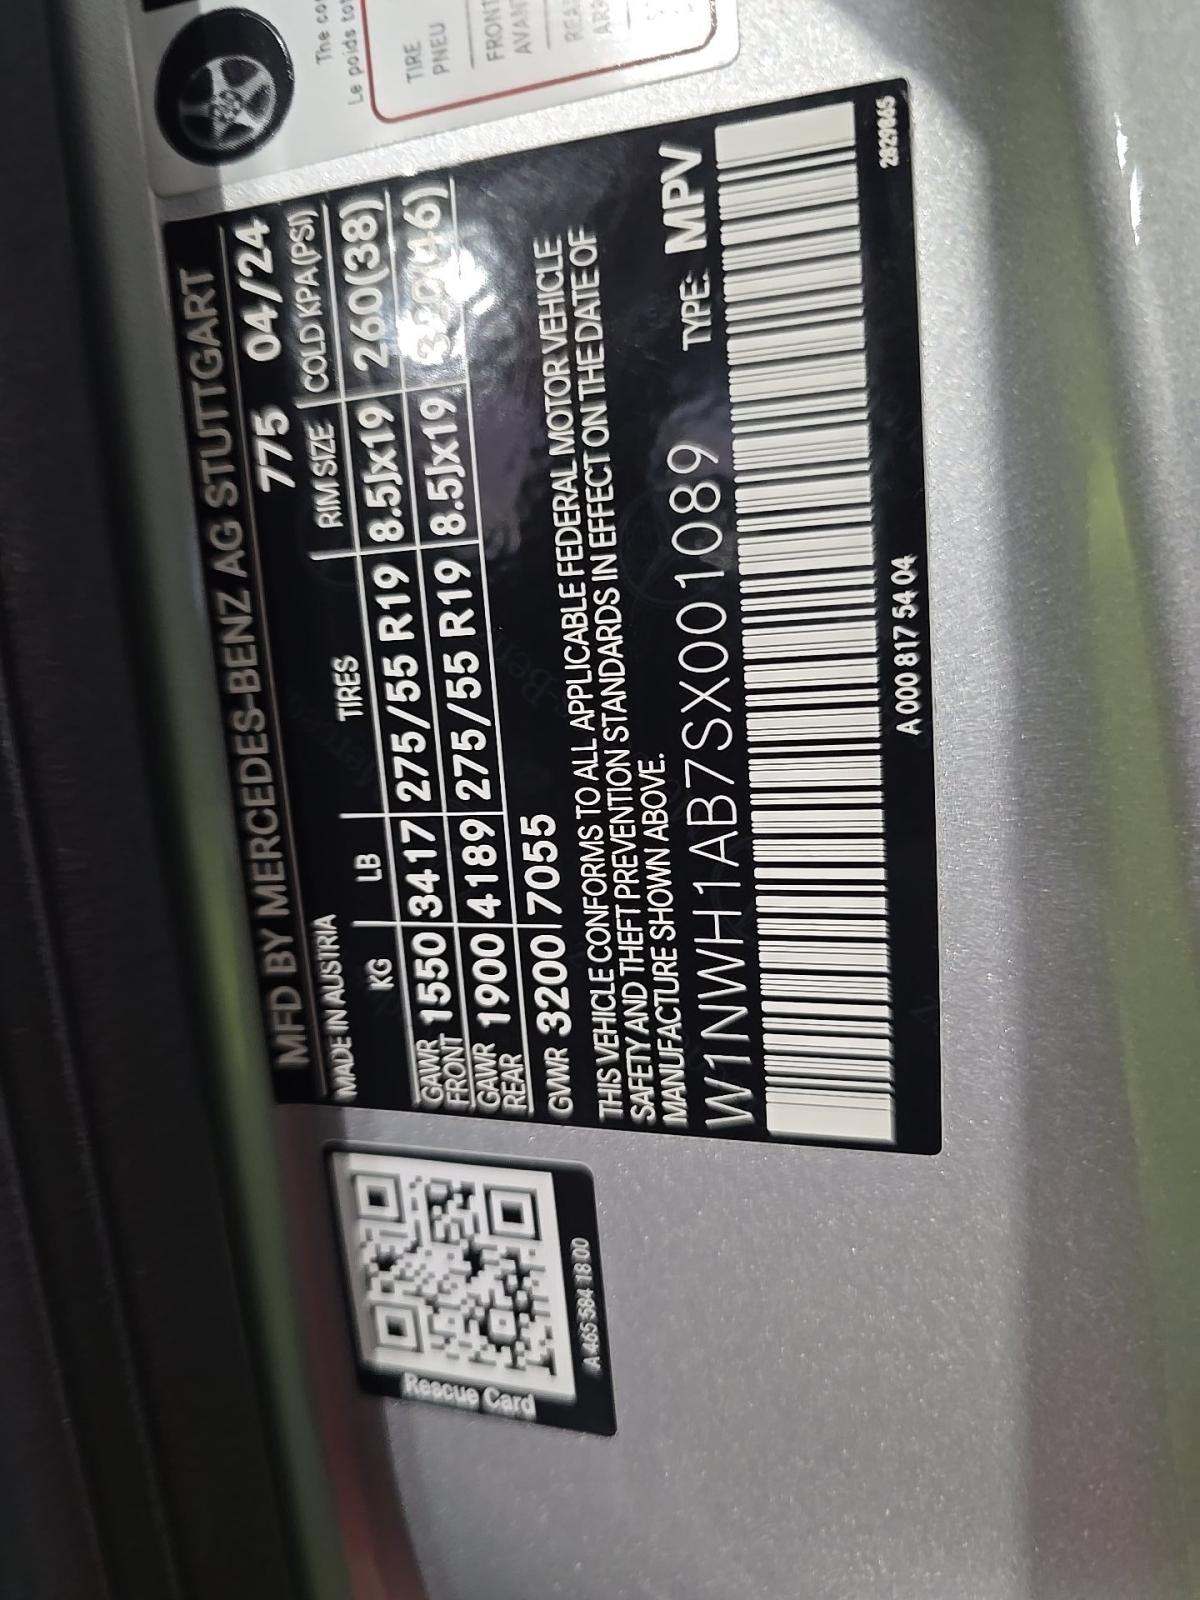 The co
Le poids to
TIRE
PNEU
FRONT
AVANT
MFD BY MERCEDES-BENZ AG STUTTGART
MADE IN AUSTRIA 775 04/24
KG LB TIRES RIM SIZE COLD KPA(PSI)
GAWR FRONT 1550 3417 275/55 R19 8.5Jx19 260(38)
GAWR REAR 1900 4189 275/55 R19 8.5Jx19
GVWR 3200 7055
THIS VEHICLE CONFORMS TO ALL APPLICABLE FEDERAL MOTOR VEHICLE
SAFETY AND THEFT PREVENTION STANDARDS IN EFFECT ON THE DATE OF
MANUFACTURE SHOWN ABOVE.
TYPE: MPV
W1NWH1AB7SX001089
A 000 817 54 04
2829865
Rescue Card
A 465 584 18 00